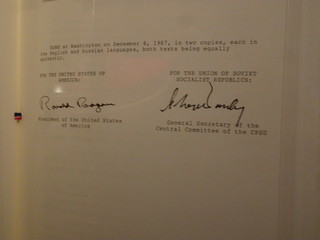 DONE at Washington on December 8, 1987, in two copies, each in
the English and Russian languages, both texts being equally
authentic.
FOR THE UNITED STATES OF
AMERICA:
FOR THE UNION OF SOVIET
SOCIALIST REPUBLICS:
Ronald Reagan
President of the United States
of America
General Secretary of the
Central Committee of the CPSU